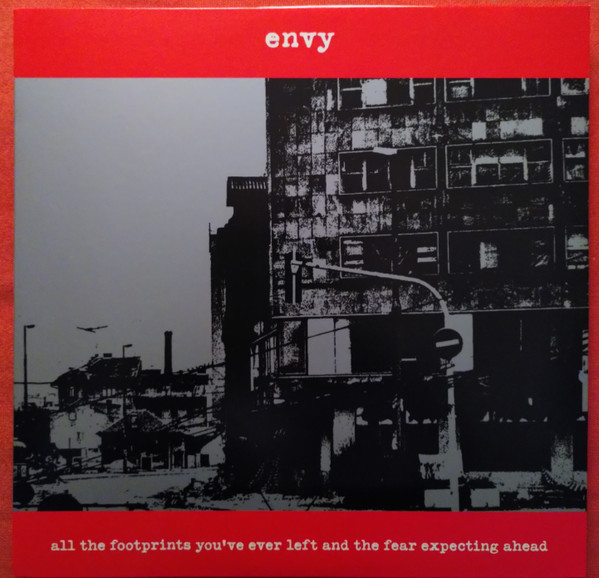 envy
all the footprints you've ever left and the fear expecting ahead